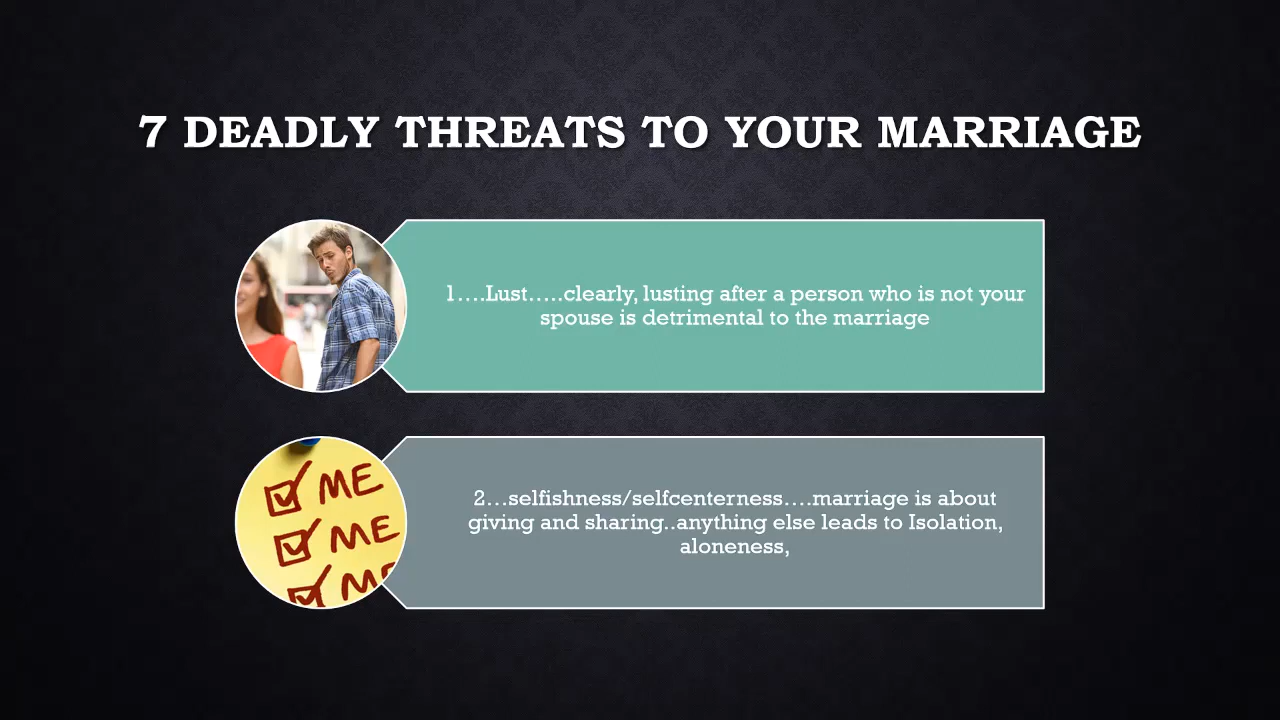 7 DEADLY THREATS TO YOUR MARRIAGE
1….Lust…..clearly, lusting after a person who is not your
spouse is detrimental to the marriage
ME
ME
ME
2…selfishness/selfcenterness….marriage is about
giving and sharing..anything else leads to Isolation,
aloneness,